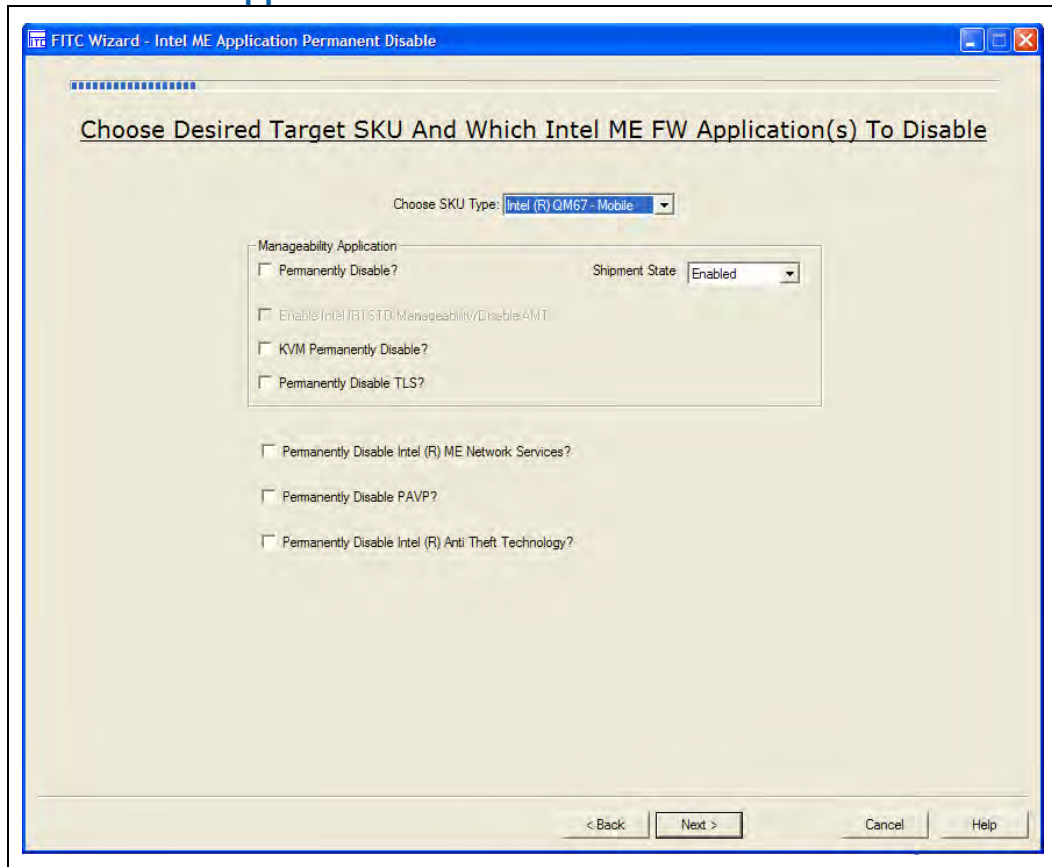 FITC Wizard - Intel ME Application Permanent Disable
Choose Desired Target SKU And Which Intel ME FW Application(s) To Disable
Choose SKU Type: Intel (R) QM67 - Mobile
Manageability Application
Permanently Disable? Shipment State Enabled
Enable Intel (R) STD Manageability/Disable AMT
KVM Permanently Disable?
Permanently Disable TLS?
Permanently Disable Intel (R) ME Network Services?
Permanently Disable PAVP?
Permanently Disable Intel (R) Anti Theft Technology?
< Back Next > Cancel Help